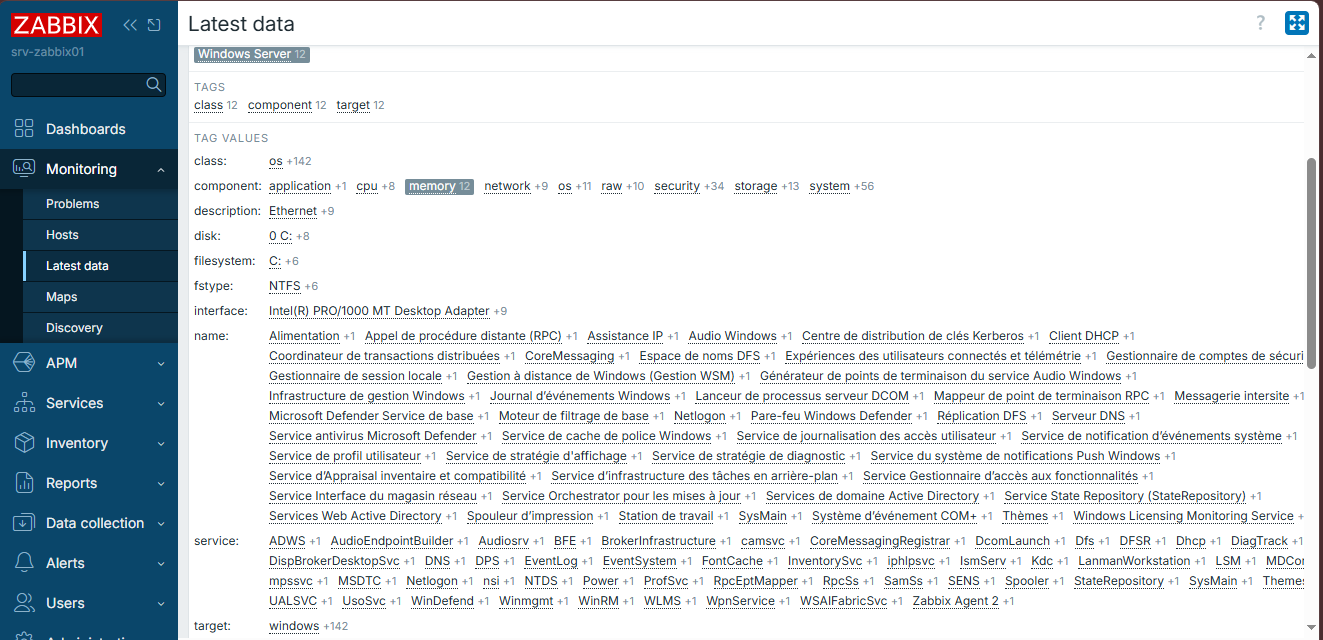 ZABBIX
srv-zabbix01
Dashboards
Monitoring
Problems
Hosts
Latest data
Maps
Discovery
APM
Services
Inventory
Reports
Data collection
Alerts
Users
Latest data
?
Windows Server 12
TAGS
class 12 component 12 target 12
TAG VALUES
class: os +142
component: application +1 cpu +8 memory 12 network +9 os +11 raw +10 security +34 storage +13 system +56
description: Ethernet +9
disk: 0 C: +8
filesystem: C: +6
fstype: NTFS +6
interface: Intel(R) PRO/1000 MT Desktop Adapter +9
name: Alimentation +1 Appel de procédure distante (RPC) +1 Assistance IP +1 Audio Windows +1 Centre de distribution de clés Kerberos +1 Client DHCP +1
Coordinateur de transactions distribuées +1 CoreMessaging +1 Espace de noms DFS +1 Expériences des utilisateurs connectés et télémétrie +1 Gestionnaire de comptes de sécuri
Gestionnaire de session locale +1 Gestion à distance de Windows (Gestion WSM) +1 Générateur de points de terminaison du service Audio Windows +1
Infrastructure de gestion Windows +1 Journal d'événements Windows +1 Lanceur de processus serveur DCOM +1 Mappeur de point de terminaison RPC +1 Messagerie intersite +1
Microsoft Defender Service de base +1 Moteur de filtrage de base +1 Netlogon +1 Pare-feu Windows Defender +1 Réplication DFS +1 Serveur DNS +1
Service antivirus Microsoft Defender +1 Service de cache de police Windows +1 Service de journalisation des accès utilisateur +1 Service de notification d’événements système +1
Service de profil utilisateur +1 Service de stratégie d'affichage +1 Service de stratégie de diagnostic +1 Service du système de notifications Push Windows +1
Service d’Appraisal inventaire et compatibilité +1 Service d’infrastructure des tâches en arrière-plan +1 Service Gestionnaire d’accès aux fonctionnalités +1
Service Interface du magasin réseau +1 Service Orchestrator pour les mises à jour +1 Services de domaine Active Directory +1 Service State Repository (StateRepository) +1
Services Web Active Directory +1 Spouleur d’impression +1 Station de travail +1 SysMain +1 Système d’événement COM+ +1 Thèmes +1 Windows Licensing Monitoring Service +
service: ADWS +1 AudioEndpointBuilder +1 Audiosrv +1 BFE +1 BrokerInfrastructure +1 camsvc +1 CoreMessagingRegistrar +1 DcomLaunch +1 Dfs +1 DFSR +1 Dhcp +1 DiagTrack +1
DispBrokerDesktopSvc +1 DNS +1 DPS +1 EventLog +1 EventSystem +1 FontCache +1 InventorySvc +1 iphlpsvc +1 IsmServ +1 Kdc +1 LanmanWorkstation +1 LSM +1 MDCor
mpssvc +1 MSDTC +1 Netlogon +1 nsi +1 NTDS +1 Power +1 ProfSvc +1 RpcEptMapper +1 RpcSs +1 SamSs +1 SENS +1 Spooler +1 StateRepository +1 SysMain +1 Themes
UALSVC +1 UsoSvc +1 WinDefend +1 Winmgmt +1 WinRM +1 WLMS +1 WpnService +1 WSAIFabricSvc +1 Zabbix Agent 2 +1
target: windows +142